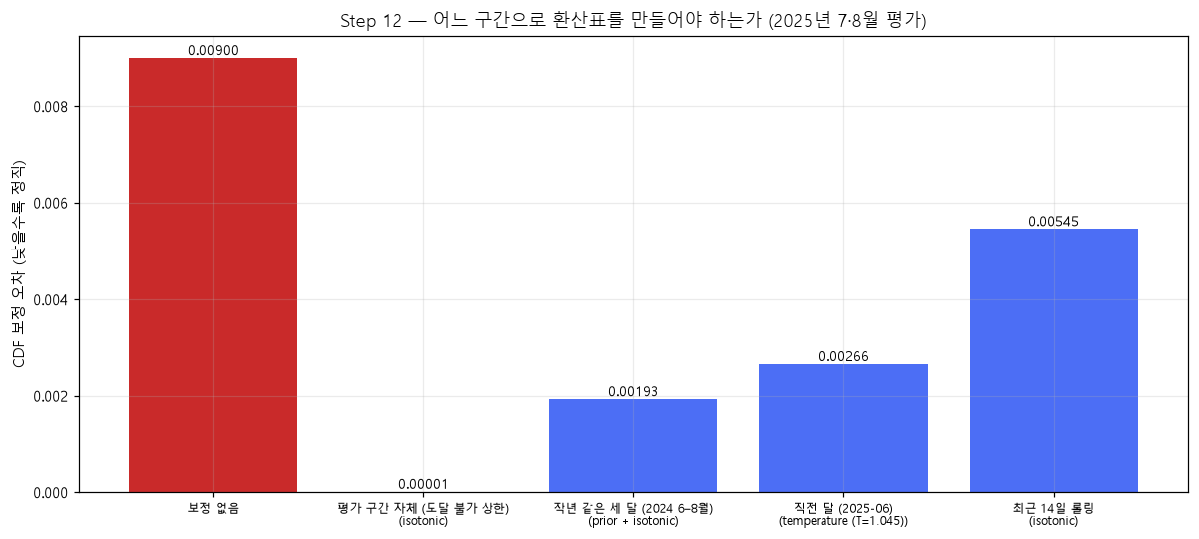 Step 12 — 어느 구간으로 환산표를 만들어야 하는가 (2025년 7·8월 평가)
CDF 보정 오차 (낮을수록 정직)
0.008
0.006
0.004
0.002
0.000
0.00900
0.00001
0.00193
0.00266
0.00545
보정 없음
평가 구간 자체 (도달 불가 상한)
(isotonic)
작년 같은 세 달 (2024 6–8월)
(prior + isotonic)
직전 달 (2025-06)
(temperature (T=1.045))
최근 14일 롤링
(isotonic)